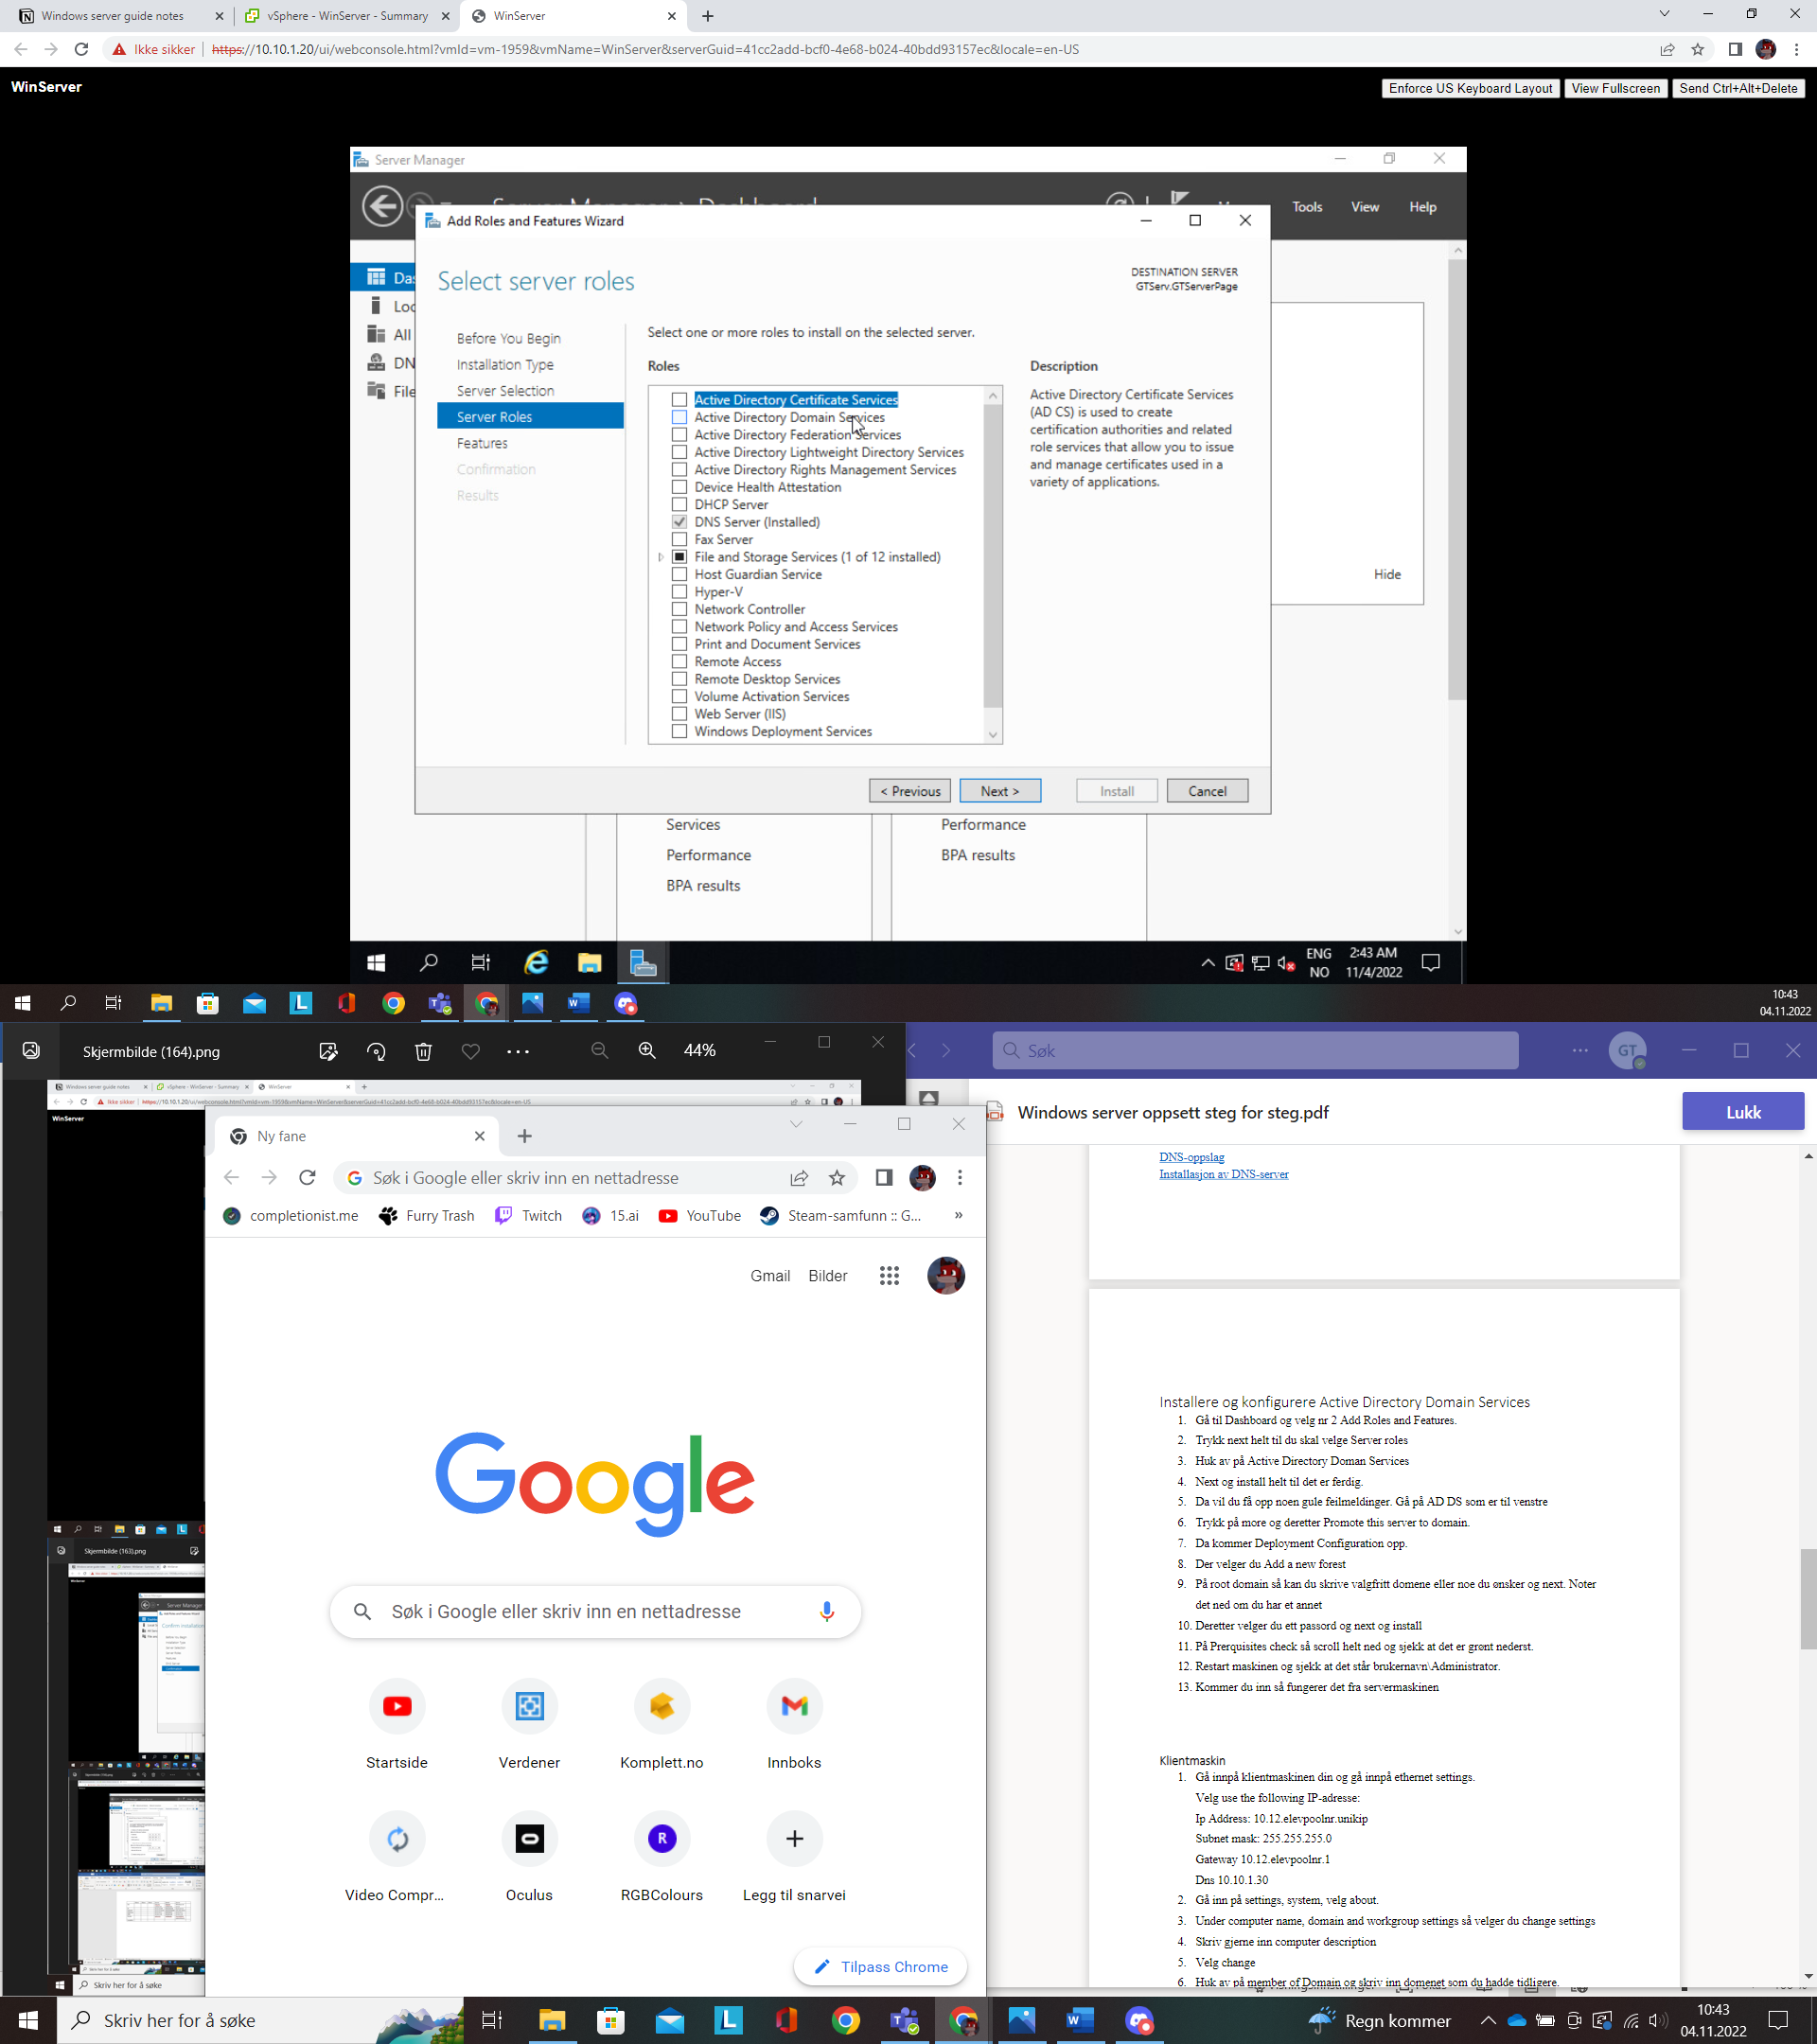 Windows server guide notes
vSphere - WinServer - Summary
WinServer
Ikke sikker
https://10.10.1.20/ui/webconsole.html?vmId=vm-1959&vmName=WinServer&serverGuid=41cc2add-bcf0-4e68-b024-40bdd93157ec&locale=en-US
WinServer
Enforce US Keyboard Layout
View Fullscreen
Send Ctrl+Alt+Delete
Server Manager
Tools
View
Help
Add Roles and Features Wizard
Select server roles
DESTINATION SERVER
GTServ.GTServerPage
Before You Begin
Installation Type
Server Selection
Server Roles
Features
Confirmation
Results
Select one or more roles to install on the selected server.
Roles
Active Directory Certificate Services
Active Directory Domain Services
Active Directory Federation Services
Active Directory Lightweight Directory Services
Active Directory Rights Management Services
Device Health Attestation
DHCP Server
DNS Server (Installed)
Fax Server
File and Storage Services (1 of 12 installed)
Host Guardian Service
Hyper-V
Network Controller
Network Policy and Access Services
Print and Document Services
Remote Access
Remote Desktop Services
Volume Activation Services
Web Server (IIS)
Windows Deployment Services
Description
Active Directory Certificate Services
(AD CS) is used to create
certification authorities and related
role services that allow you to issue
and manage certificates used in a
variety of applications.
Hide
< Previous
Next >
Install
Cancel
Services
Performance
BPA results
Performance
BPA results
ENG
NO
2:43 AM
11/4/2022
10:43
04.11.2022
Skjermbilde (164).png
44%
Søk
GT
Windows server oppsett steg for steg.pdf
Lukk
DNS-oppslag
Installasjon av DNS-server
Installere og konfigurere Active Directory Domain Services
1. Gå til Dashboard og velg nr 2 Add Roles and Features.
2. Trykk next helt til du skal velge Server roles
3. Huk av på Active Directory Doman Services
4. Next og install helt til det er ferdig.
5. Da vil du få opp noen gule feilmeldinger. Gå på AD DS som er til venstre
6. Trykk på more og deretter Promote this server to domain.
7. Da kommer Deployment Configuration opp.
8. Der velger du Add a new forest
9. På root domain så kan du skrive valgfritt domene eller noe du ønsker og next. Noter
det ned om du har et annet
10. Deretter velger du ett passord og next og install
11. På Prerquisites check så scroll helt ned og sjekk at det er grønt nederst.
12. Restart maskinen og sjekk at det står brukernavn\Administrator.
13. Kommer du inn så fungerer det fra servermaskinen
Klientmaskin
1. Gå innpå klientmaskinen din og gå innpå ethernet settings.
Velg use the following IP-adresse:
Ip Address: 10.12.elevpoolnr.unikip
Subnet mask: 255.255.255.0
Gateway 10.12.elevpoolnr.1
Dns 10.10.1.30
2. Gå inn på settings, system, velg about.
3. Under computer name, domain and workgroup settings så velger du change settings
4. Skriv gjerne inn computer description
5. Velg change
6. Huk av på member of Domain og skriv inn domenet som du hadde tidligere.
Ny fane
Søk i Google eller skriv inn en nettadresse
completionist.me
Furry Trash
Twitch
15.ai
YouTube
Steam-samfunn :: G...
»
Gmail
Bilder
Google
Søk i Google eller skriv inn en nettadresse
Startside
Verdener
Komplett.no
Innboks
Video Compr...
Oculus
RGBColours
Legg til snarvei
Tilpass Chrome
Skjermbilde (163).png
Skriv her for å søke
Skriv her for å søke
Regn kommer
10:43
04.11.2022